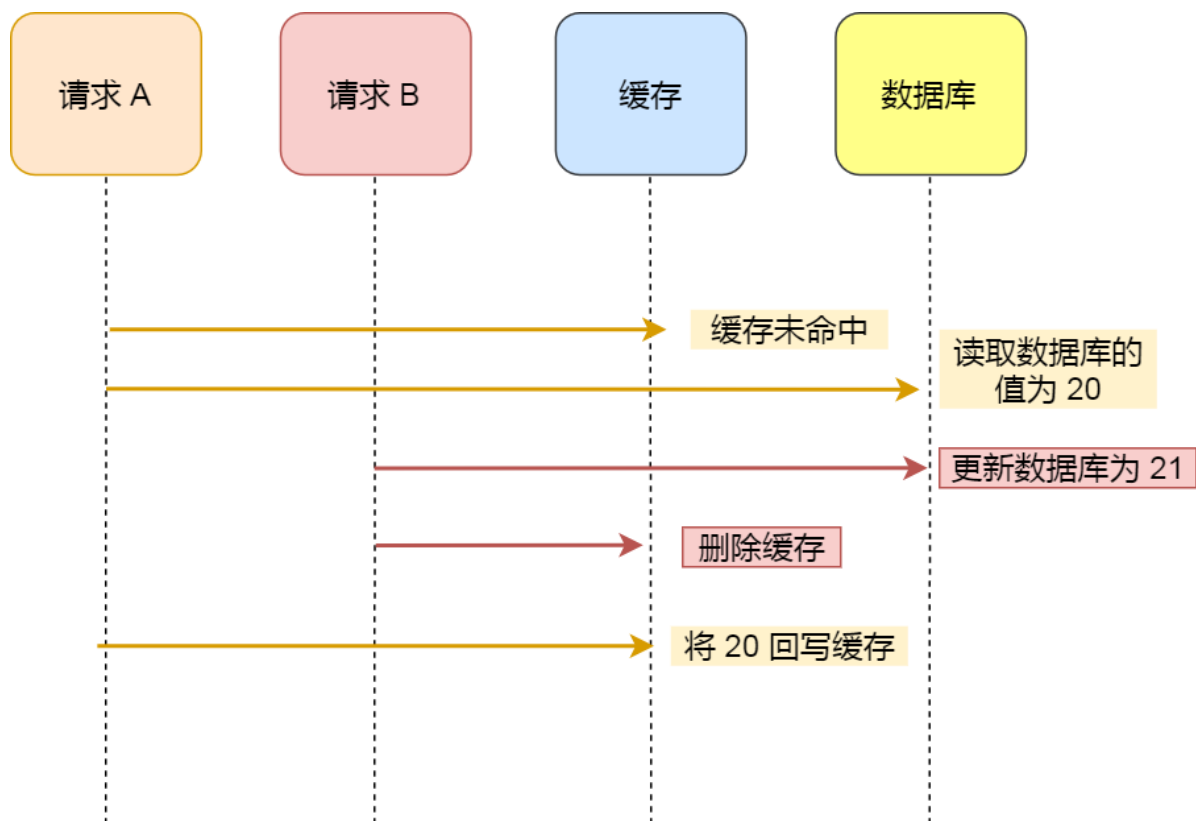 请求 A
请求 B
缓存
数据库
缓存未命中
读取数据库的
值为 20
更新数据库为 21
删除缓存
将 20 回写缓存